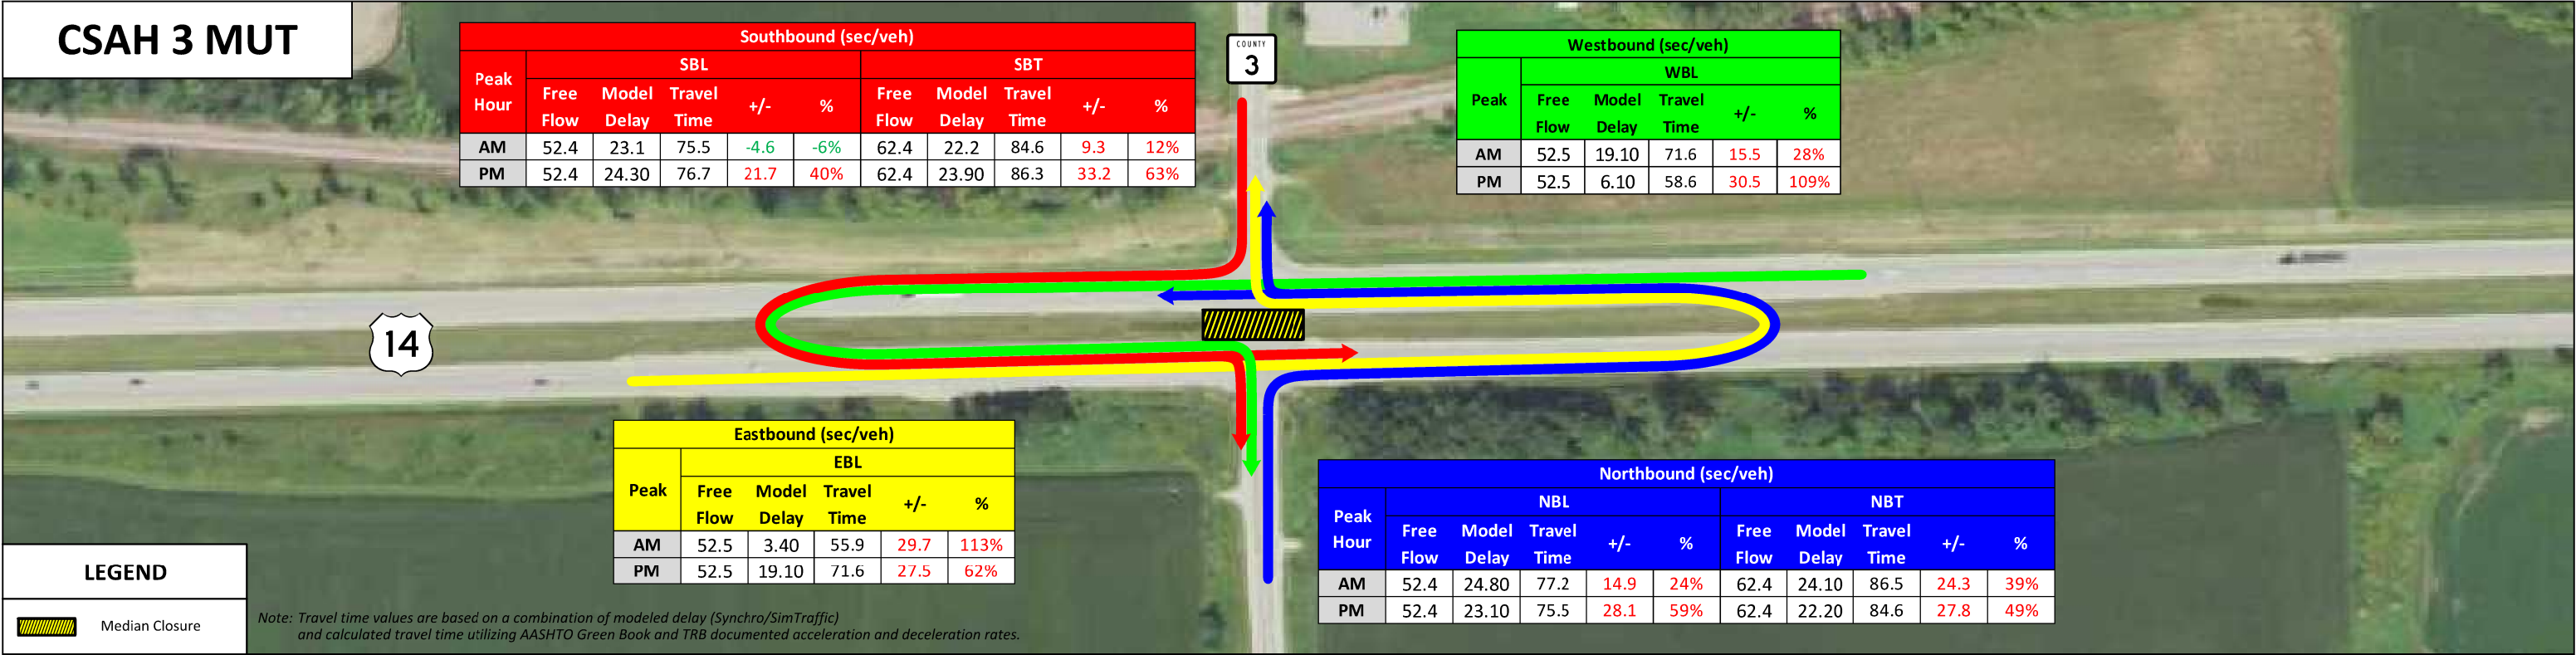 CSAH 3 MUT
Southbound (sec/veh)
Peak Hour SBL SBT
Free Flow Model Delay Travel Time +/- % Free Flow Model Delay Travel Time +/- %
AM 52.4 23.1 75.5 -4.6 -6% 62.4 22.2 84.6 9.3 12%
PM 52.4 24.30 76.7 21.7 40% 62.4 23.90 86.3 33.2 63%
COUNTY
3
Westbound (sec/veh)
Peak WBL
Free Flow Model Delay Travel Time +/- %
AM 52.5 19.10 71.6 15.5 28%
PM 52.5 6.10 58.6 30.5 109%
14
Eastbound (sec/veh)
Peak EBL
Free Flow Model Delay Travel Time +/- %
AM 52.5 3.40 55.9 29.7 113%
PM 52.5 19.10 71.6 27.5 62%
Northbound (sec/veh)
Peak Hour NBL NBT
Free Flow Model Delay Travel Time +/- % Free Flow Model Delay Travel Time +/- %
AM 52.4 24.80 77.2 14.9 24% 62.4 24.10 86.5 24.3 39%
PM 52.4 23.10 75.5 28.1 59% 62.4 22.20 84.6 27.8 49%
LEGEND
Median Closure
Note: Travel time values are based on a combination of modeled delay (Synchro/SimTraffic)
and calculated travel time utilizing AASHTO Green Book and TRB documented acceleration and deceleration rates.